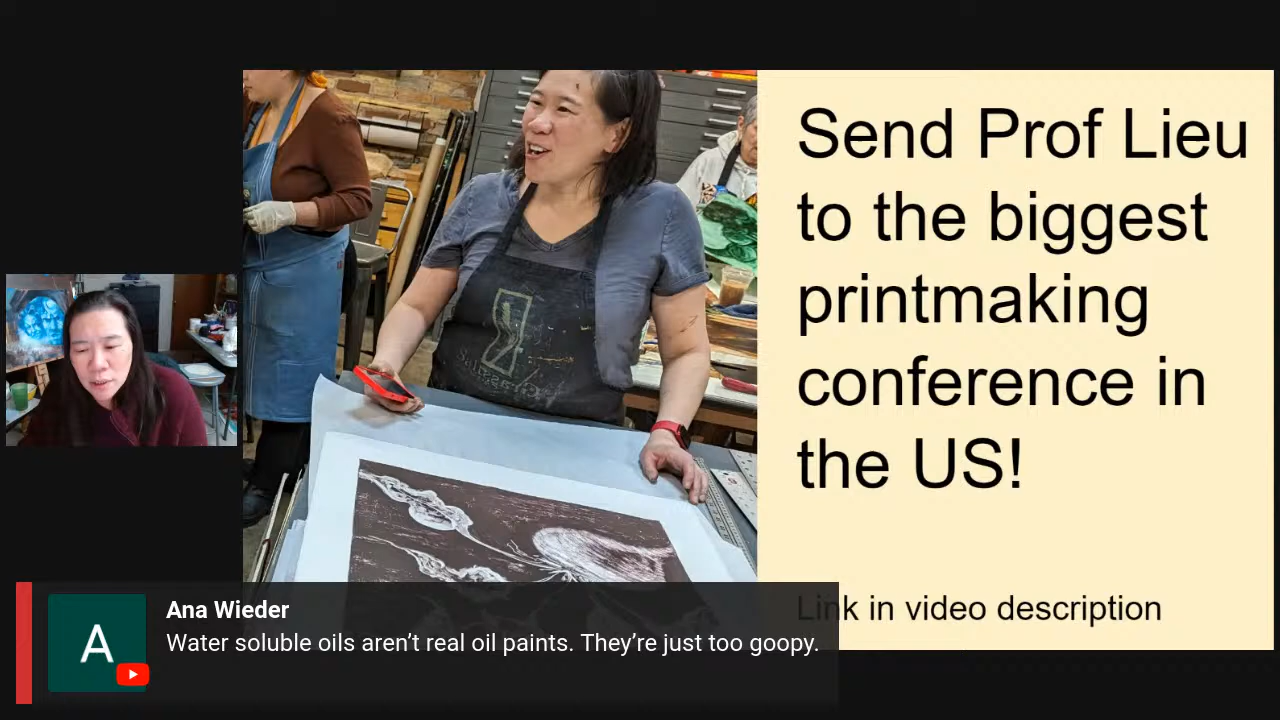 Send Prof Lieu
to the biggest
printmaking
conference in
the US!
Link in video description
A
Ana Wieder
Water soluble oils aren’t real oil paints. They’re just too goopy.